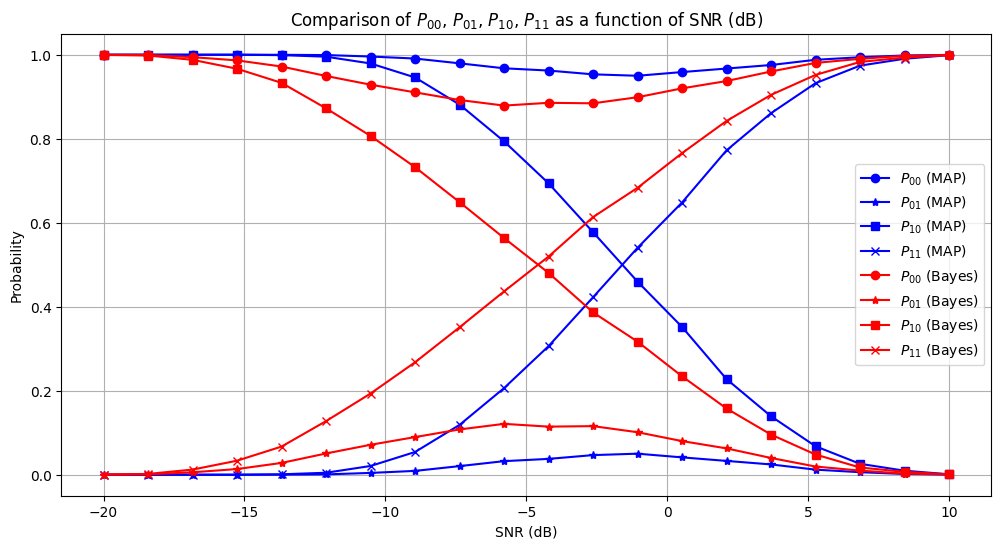 Comparison of P00, P01, P10, P11 as a function of SNR (dB)
Probability
1.0
0.8
0.6
0.4
0.2
0.0
P00 (MAP)
P01 (MAP)
P10 (MAP)
P11 (MAP)
P00 (Bayes)
P01 (Bayes)
P10 (Bayes)
P11 (Bayes)
−20 −15 −10 −5 0 5 10
SNR (dB)